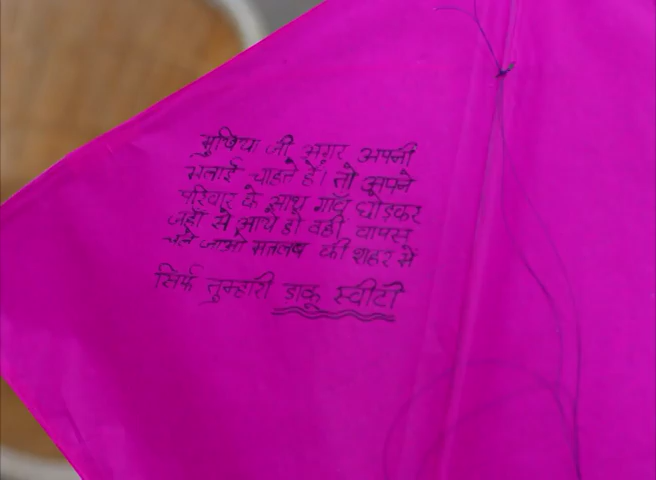 मुखिया जी अगर अपनी
भलाई चाहते हैं। तो अपने
परिवार के साथ गाँव छोड़कर
जहाँ से आये हो वही वापस
चले जाओ मतलब की शहर में
सिर्फ तुम्हारी डाकू स्वीटी